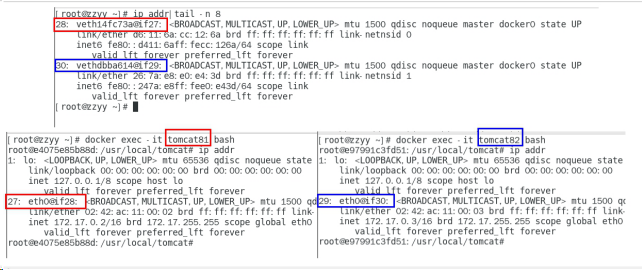 [root@zzyy ~]# ip addr| tail -n 8
28: veth14fc73a@if27: <BROADCAST,MULTICAST,UP,LOWER_UP> mtu 1500 qdisc noqueue master docker0 state UP
link/ether d6:11:6a:cc:12:6a brd ff:ff:ff:ff:ff:ff link-netnsid 0
inet6 fe80::d411:6aff:fecc:126a/64 scope link
valid_lft forever preferred_lft forever
30: vethdbba614@if29: <BROADCAST,MULTICAST,UP,LOWER_UP> mtu 1500 qdisc noqueue master docker0 state UP
link/ether 26:7a:e8:e0:e4:3d brd ff:ff:ff:ff:ff:ff link-netnsid 1
inet6 fe80::247a:e8ff:fee0:e43d/64 scope link
valid_lft forever preferred_lft forever
[root@zzyy ~]#
[root@zzyy ~]# docker exec -it tomcat81 bash
root@e4075e85b88d:/usr/local/tomcat# ip addr
1: lo: <LOOPBACK,UP,LOWER_UP> mtu 65536 qdisc noqueue state
link/loopback 00:00:00:00:00:00 brd 00:00:00:00:00:00
inet 127.0.0.1/8 scope host lo
valid_lft forever preferred_lft forever
27: eth0@if28: <BROADCAST,MULTICAST,UP,LOWER_UP> mtu 1500 qd
link/ether 02:42:ac:11:00:02 brd ff:ff:ff:ff:ff:ff link-
inet 172.17.0.2/16 brd 172.17.255.255 scope global eth0
valid_lft forever preferred_lft forever
root@e4075e85b88d:/usr/local/tomcat#
[root@zzyy ~]# docker exec -it tomcat82 bash
root@e97991c3fd51:/usr/local/tomcat# ip addr
1: lo: <LOOPBACK,UP,LOWER_UP> mtu 65536 qdisc noqueue state
link/loopback 00:00:00:00:00:00 brd 00:00:00:00:00:00
inet 127.0.0.1/8 scope host lo
valid_lft forever preferred_lft forever
29: eth0@if30: <BROADCAST,MULTICAST,UP,LOWER_UP> mtu 1500 qc
link/ether 02:42:ac:11:00:03 brd ff:ff:ff:ff:ff:ff link-
inet 172.17.0.3/16 brd 172.17.255.255 scope global eth0
valid_lft forever preferred_lft forever
root@e97991c3fd51:/usr/local/tomcat#